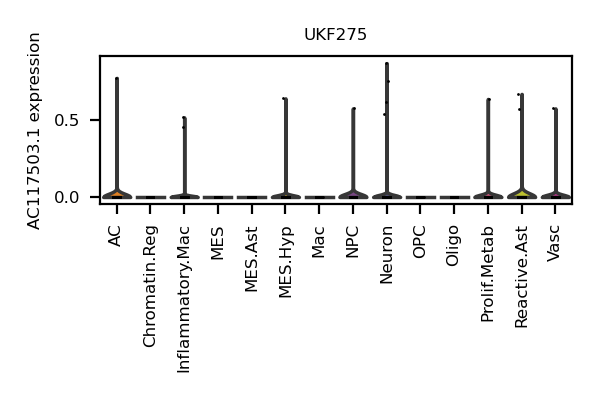 UKF275
AC117503.1 expression
0.5
0.0
AC
Chromatin.Reg
Inflammatory.Mac
MES
MES.Ast
MES.Hyp
Mac
NPC
Neuron
OPC
Oligo
Prolif.Metab
Reactive.Ast
Vasc